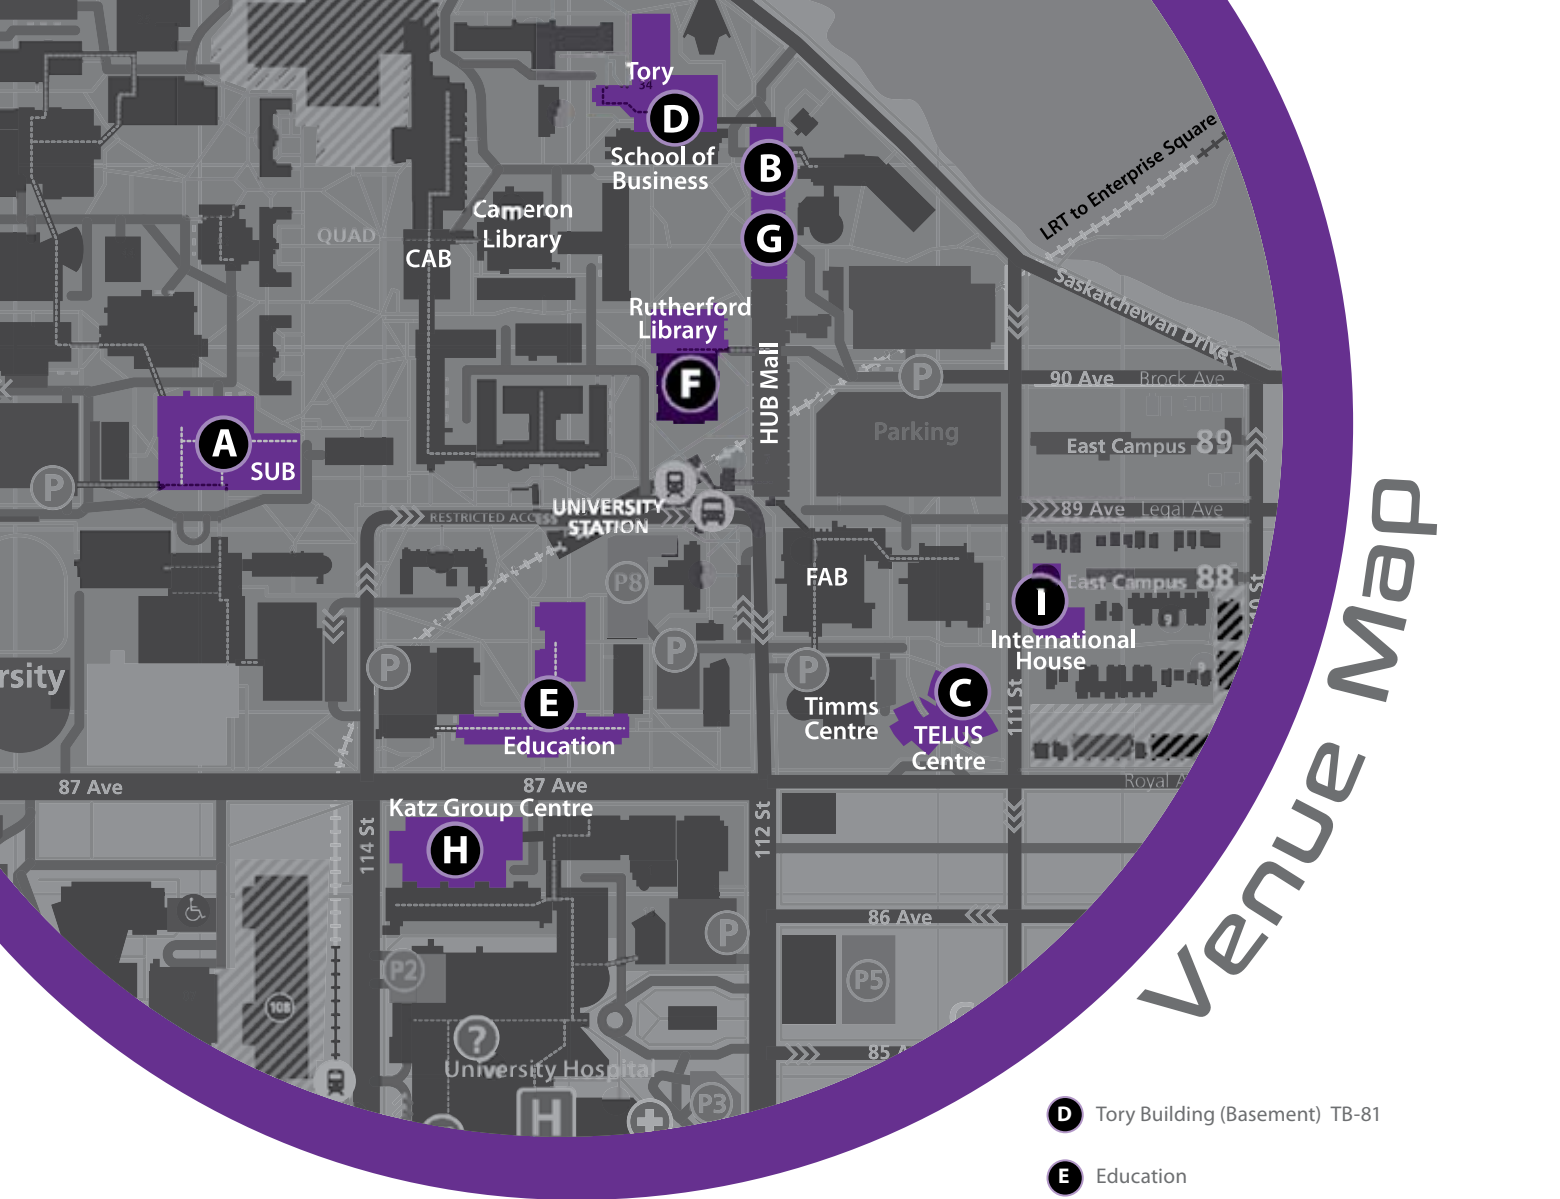 Tory
34
D
School of
Business
B
G
LRT to Enterprise Square
Cameron
Library
QUAD
CAB
Saskatchewan Drive
Rutherford
Library
F
HUB Mall
P
90 Ave Brock Ave
Parking
East Campus 89
A
SUB
P
UNIVERSITY
STATION
RESTRICTED ACCESS
89 Ave Legal Ave
P8
FAB
East Campus 88
I
International
House
P
P
P
rsity
E
Education
Timms
Centre
C
TELUS
Centre
111 St
87 Ave
87 Ave
Royal A
Katz Group Centre
H
114 St
112 St
86 Ave
P
P2
P5
108
?
University Hospital
85 A
P3
H
Venue Map
D Tory Building (Basement) TB-81
E Education